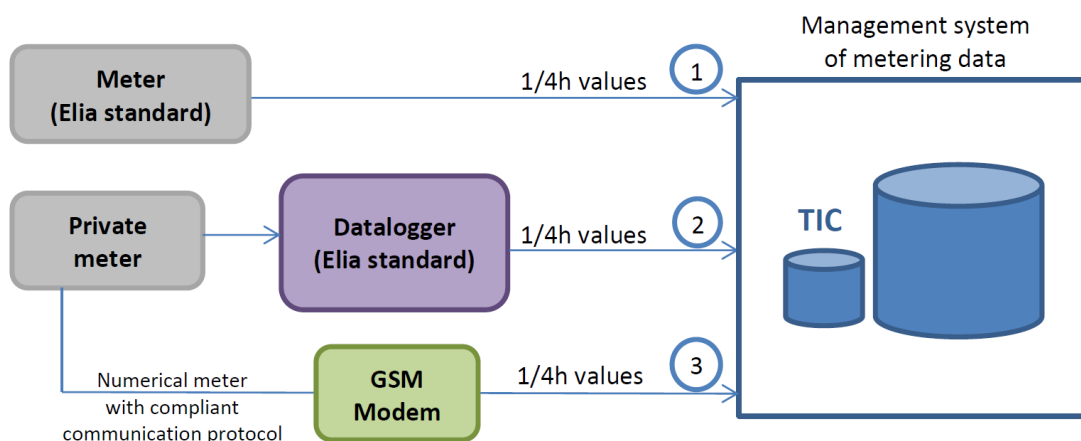 Management system
of metering data
Meter
(Elia standard)
1/4h values
1
Private
meter
Datalogger
(Elia standard)
1/4h values
2
TIC
Numerical meter
with compliant
communication protocol
GSM
Modem
1/4h values
3